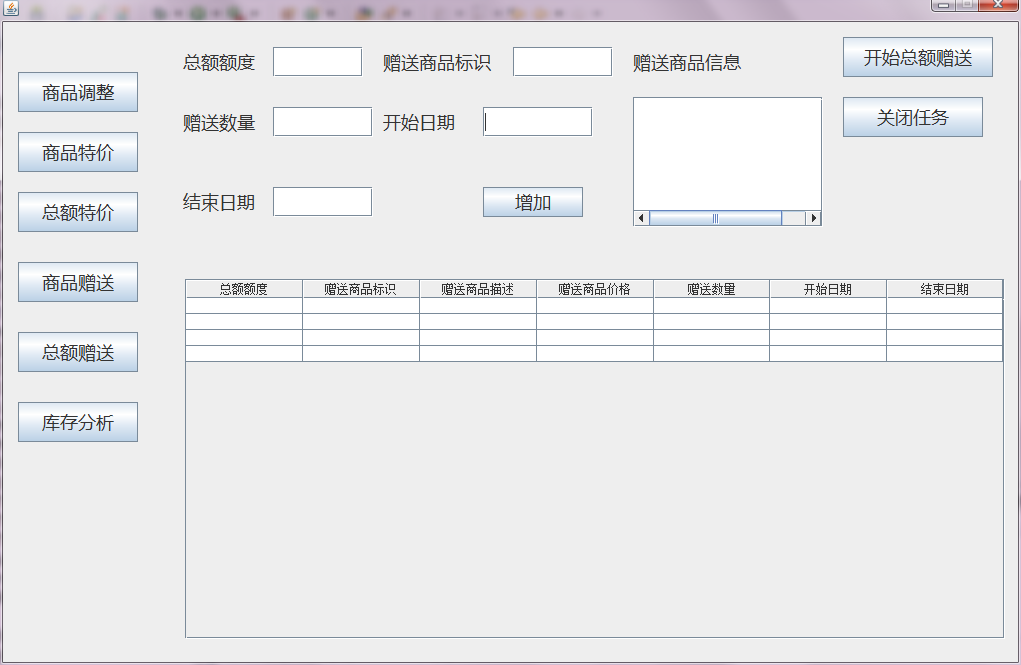 总额额度 赠送商品标识 赠送商品信息 开始总额赠送
商品调整
赠送数量 开始日期 关闭任务
商品特价
总额特价 结束日期 增加
商品赠送
总额额度 赠送商品标识 赠送商品描述 赠送商品价格 赠送数量 开始日期 结束日期
总额赠送
库存分析